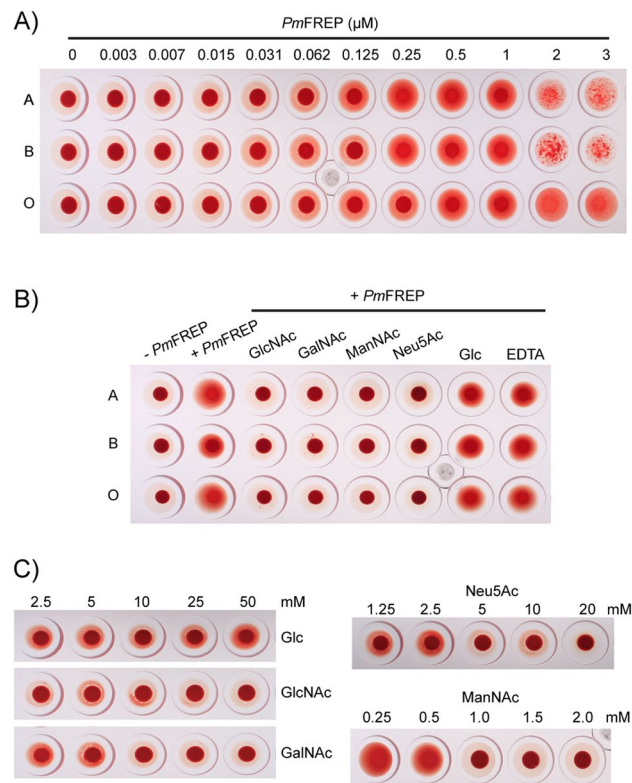 A)
PmFREP (µM)
0 0.003 0.007 0.015 0.031 0.062 0.125 0.25 0.5 1 2 3
A
B
O
B)
+ PmFREP
- PmFREP + PmFREP GlcNAc GalNAc ManNAc Neu5Ac Glc EDTA
A
B
O
C)
2.5 5 10 25 50 mM
Glc
GlcNAc
GalNAc
Neu5Ac
1.25 2.5 5 10 20 mM
ManNAc
0.25 0.5 1.0 1.5 2.0 mM